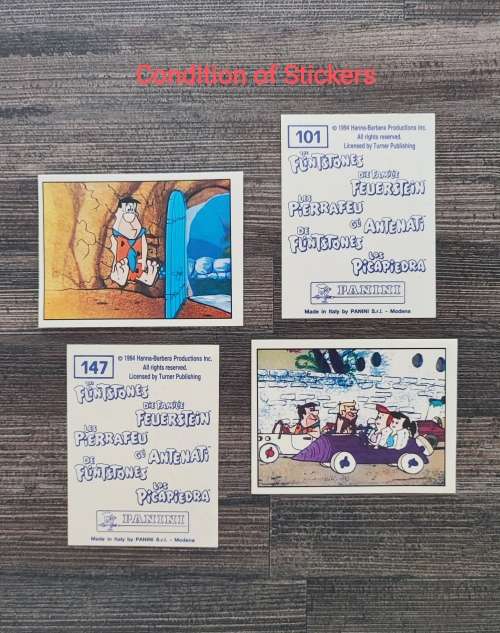 Condition of Stickers
101
© 1994 Hanna-Barbera Productions Inc.
All rights reserved.
Licensed by Turner Publishing
THE FLINTSTONES
DIE FAMILIE FEUERSTEIN
LES PIERRAFEU
GLI ANTENATI
DE FLINTSTONES
LOS PICAPIEDRA
PANINI
Made in Italy by PANINI S.r.l. - Modena
147
© 1994 Hanna-Barbera Productions Inc.
All rights reserved.
Licensed by Turner Publishing
THE FLINTSTONES
DIE FAMILIE FEUERSTEIN
LES PIERRAFEU
GLI ANTENATI
DE FLINTSTONES
LOS PICAPIEDRA
PANINI
Made in Italy by PANINI S.r.l. - Modena